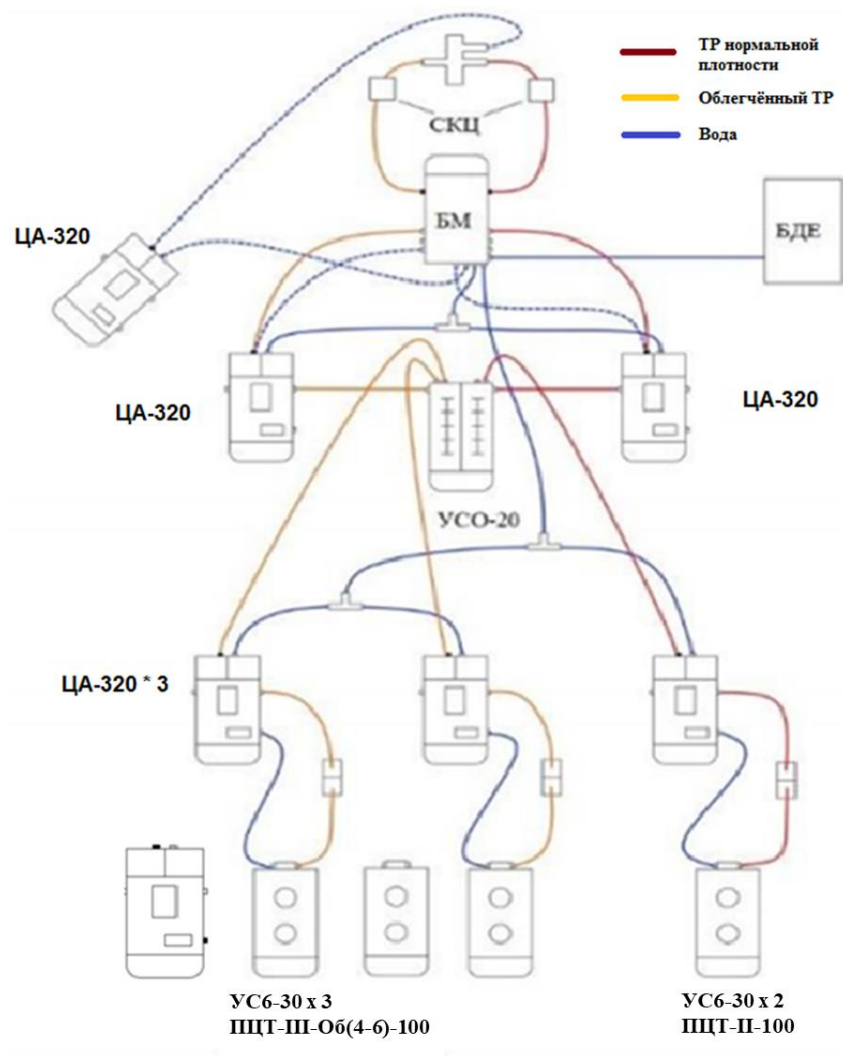 ТР нормальной
плотности
Облегчённый ТР
Вода
СКЦ
БМ
БДЕ
ЦА-320
ЦА-320
ЦА-320
УСО-20
ЦА-320 * 3
УС6-30 х 3
ПЦТ-III-Об(4-6)-100
УС6-30 х 2
ПЦТ-II-100